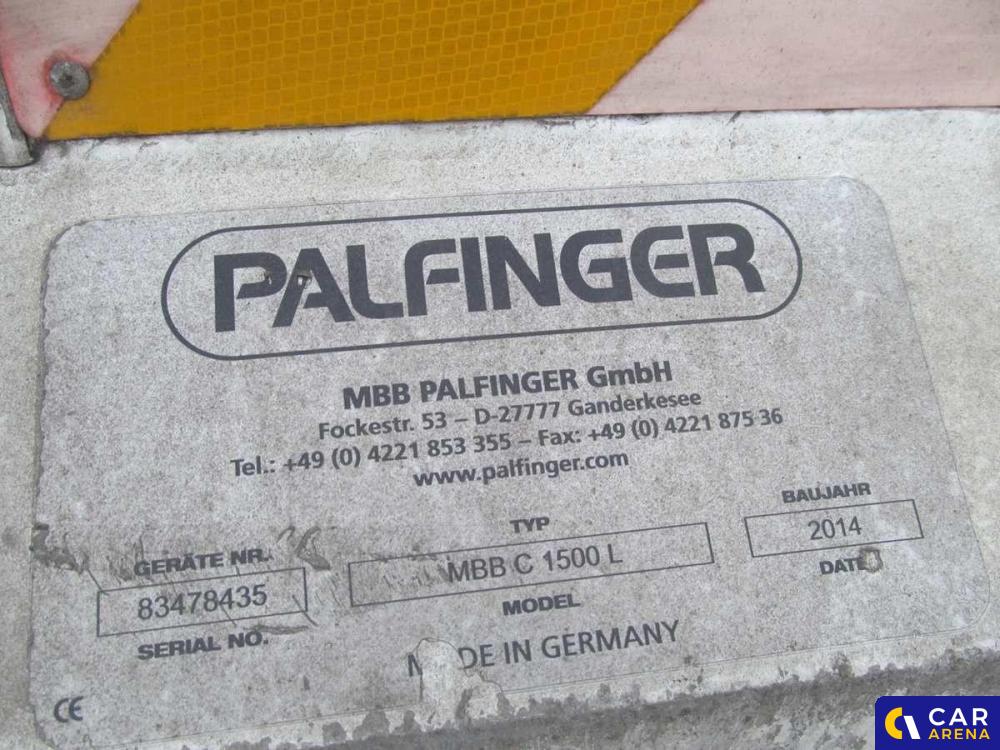 PALFINGER
MBB PALFINGER GmbH
Fockestr. 53 – D-27777 Ganderkesee
Tel.: +49 (0) 4221 853 355 – Fax: +49 (0) 4221 875 36
www.palfinger.com
GERÄTE NR. TYP BAUJAHR
83478435 MBB C 1500 L 2014
SERIAL NO. MODEL DATE
MADE IN GERMANY
CE
CAR
ARENA